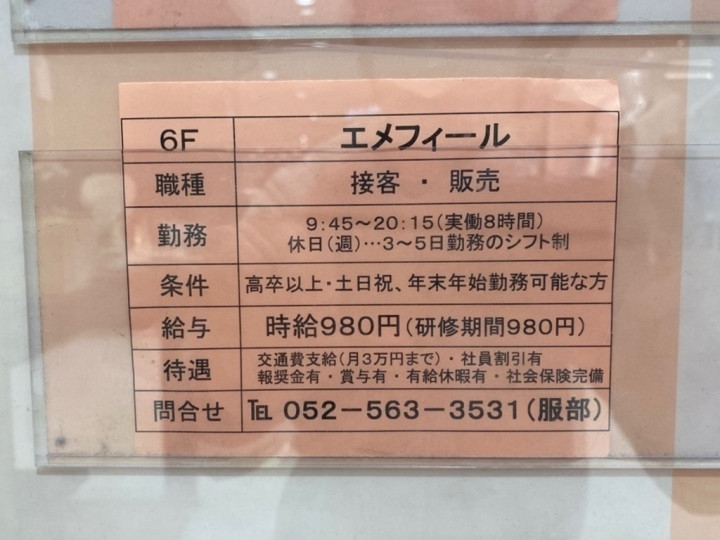 6F エメフィール
職種 接客・販売
勤務 9:45～20:15(実働8時間)
休日(週)…3～5日勤務のシフト制
条件 高卒以上・土日祝、年末年始勤務可能な方
給与 時給980円(研修期間980円)
待遇 交通費支給(月3万円まで)・社員割引有
報奨金有・賞与有・有給休暇有・社会保険完備
問合せ ℡ 052－563－3531(服部)